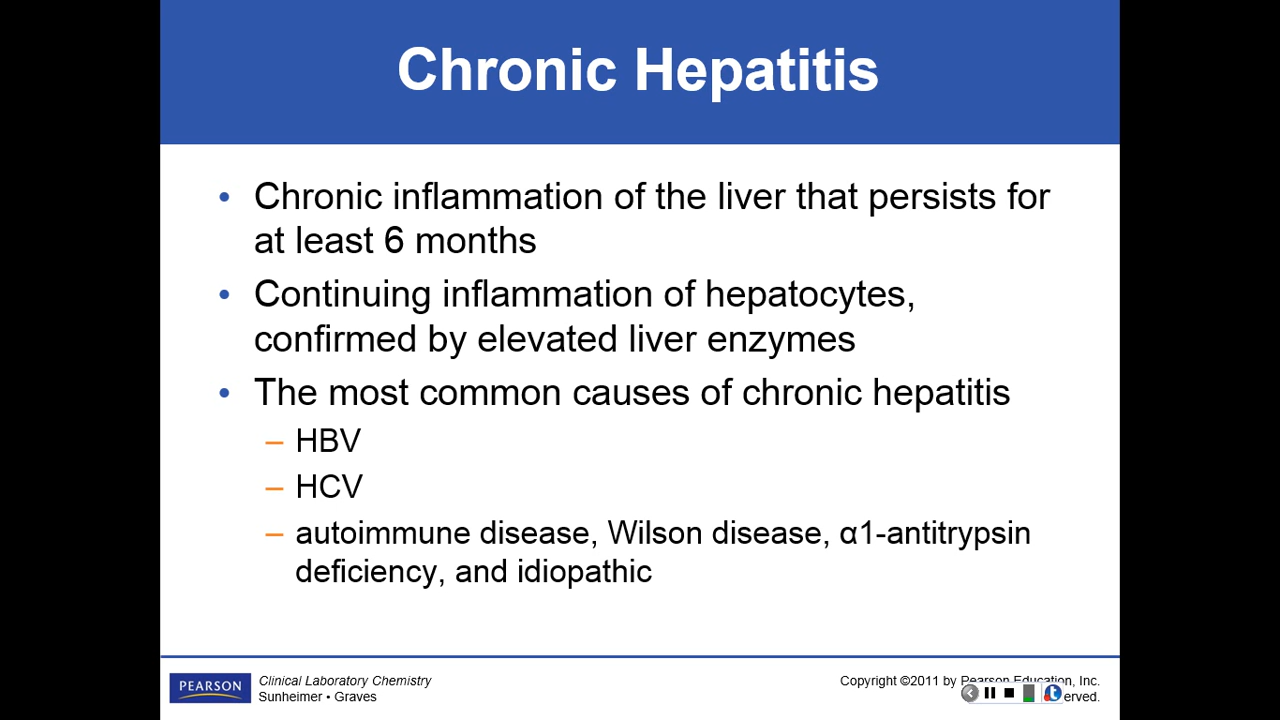 Chronic Hepatitis
• Chronic inflammation of the liver that persists for
at least 6 months
• Continuing inflammation of hepatocytes,
confirmed by elevated liver enzymes
• The most common causes of chronic hepatitis
– HBV
– HCV
– autoimmune disease, Wilson disease, α1-antitrypsin
deficiency, and idiopathic
PEARSON
Clinical Laboratory Chemistry
Sunheimer • Graves
Copyright ©2011 by Pearson Education, Inc.
erved.